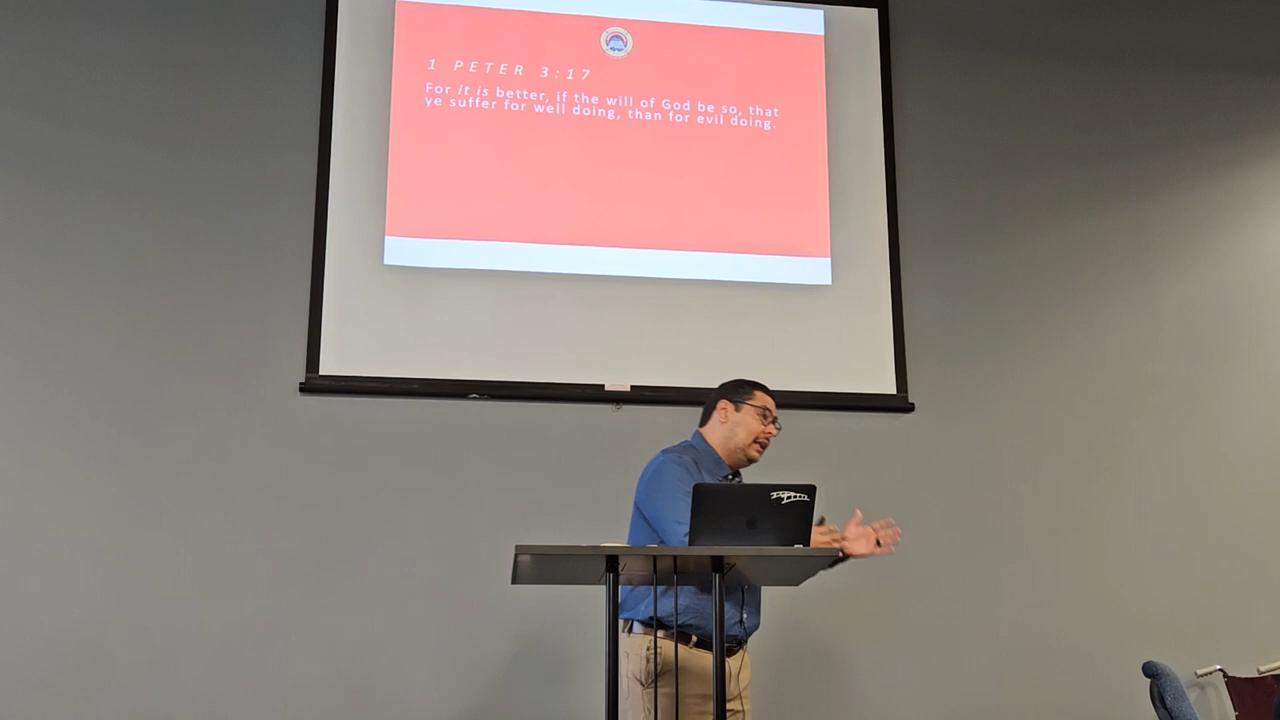 1 PETER 3:17
For it is better, if the will of God be so, that
ye suffer for well doing, than for evil doing.